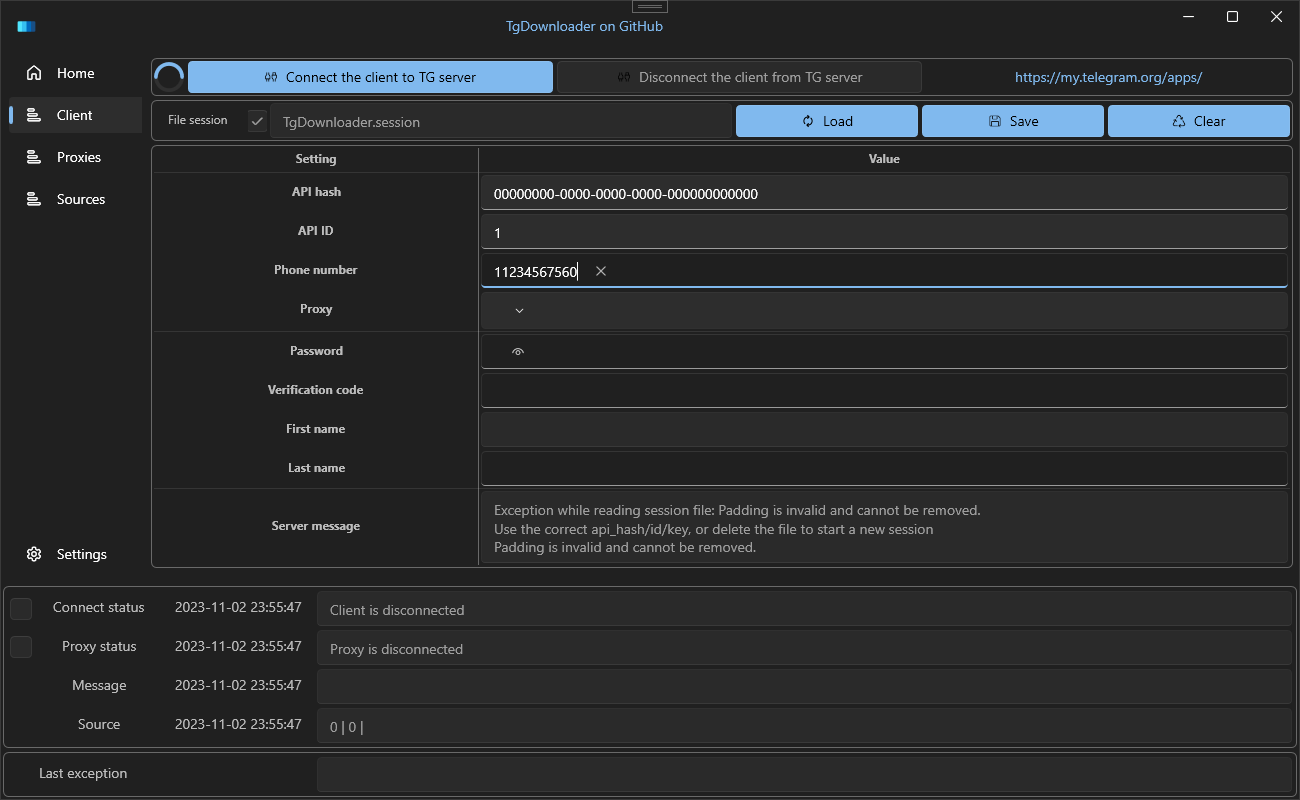 TgDownloader on GitHub
Home
Client
Proxies
Sources
Settings
Connect the client to TG server
Disconnect the client from TG server
https://my.telegram.org/apps/
File session
TgDownloader.session
Load
Save
Clear
Setting
Value
API hash
00000000-0000-0000-0000-000000000000
API ID
1
Phone number
11234567560
Proxy
Password
Verification code
First name
Last name
Server message
Exception while reading session file: Padding is invalid and cannot be removed.
Use the correct api_hash/id/key, or delete the file to start a new session
Padding is invalid and cannot be removed.
Connect status 2023-11-02 23:55:47 Client is disconnected
Proxy status 2023-11-02 23:55:47 Proxy is disconnected
Message 2023-11-02 23:55:47
Source 2023-11-02 23:55:47 0 | 0 |
Last exception